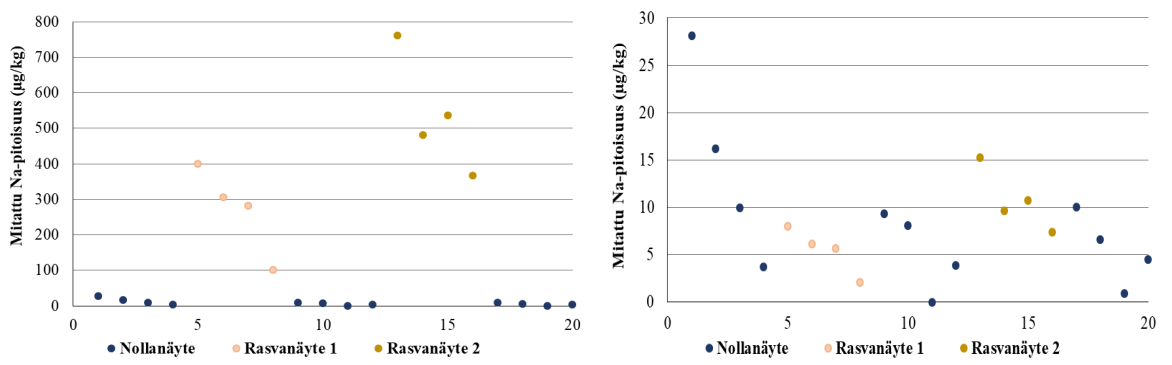 Mitattu Na-pitoisuus (µg/kg)
800
700
600
500
400
300
200
100
0
0 5 10 15 20
Nollanäyte Rasvanäyte 1 Rasvanäyte 2
Mitattu Na-pitoisuus (µg/kg)
30
25
20
15
10
5
0
0 5 10 15 20
Nollanäyte Rasvanäyte 1 Rasvanäyte 2